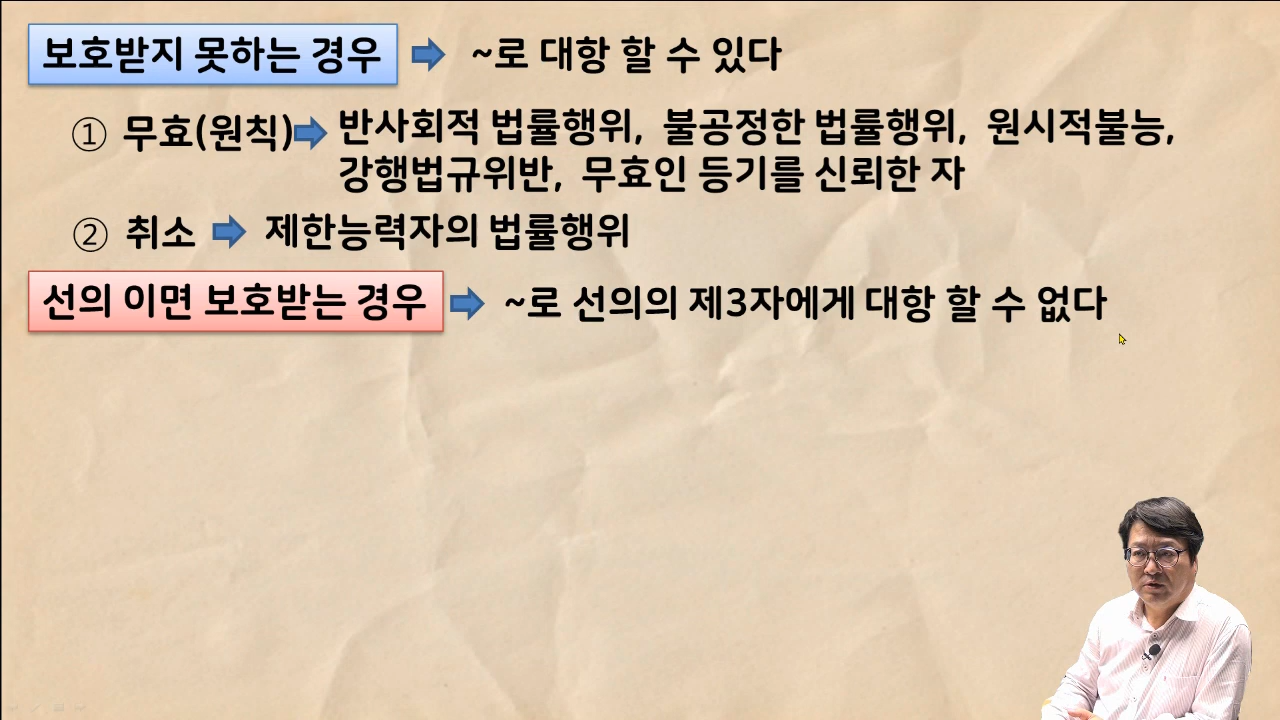 보호받지 못하는 경우 ~로 대항 할 수 있다
① 무효(원칙) 반사회적 법률행위, 불공정한 법률행위, 원시적불능,
강행법규위반, 무효인 등기를 신뢰한 자
② 취소 제한능력자의 법률행위
선의 이면 보호받는 경우 ~로 선의의 제3자에게 대항 할 수 없다